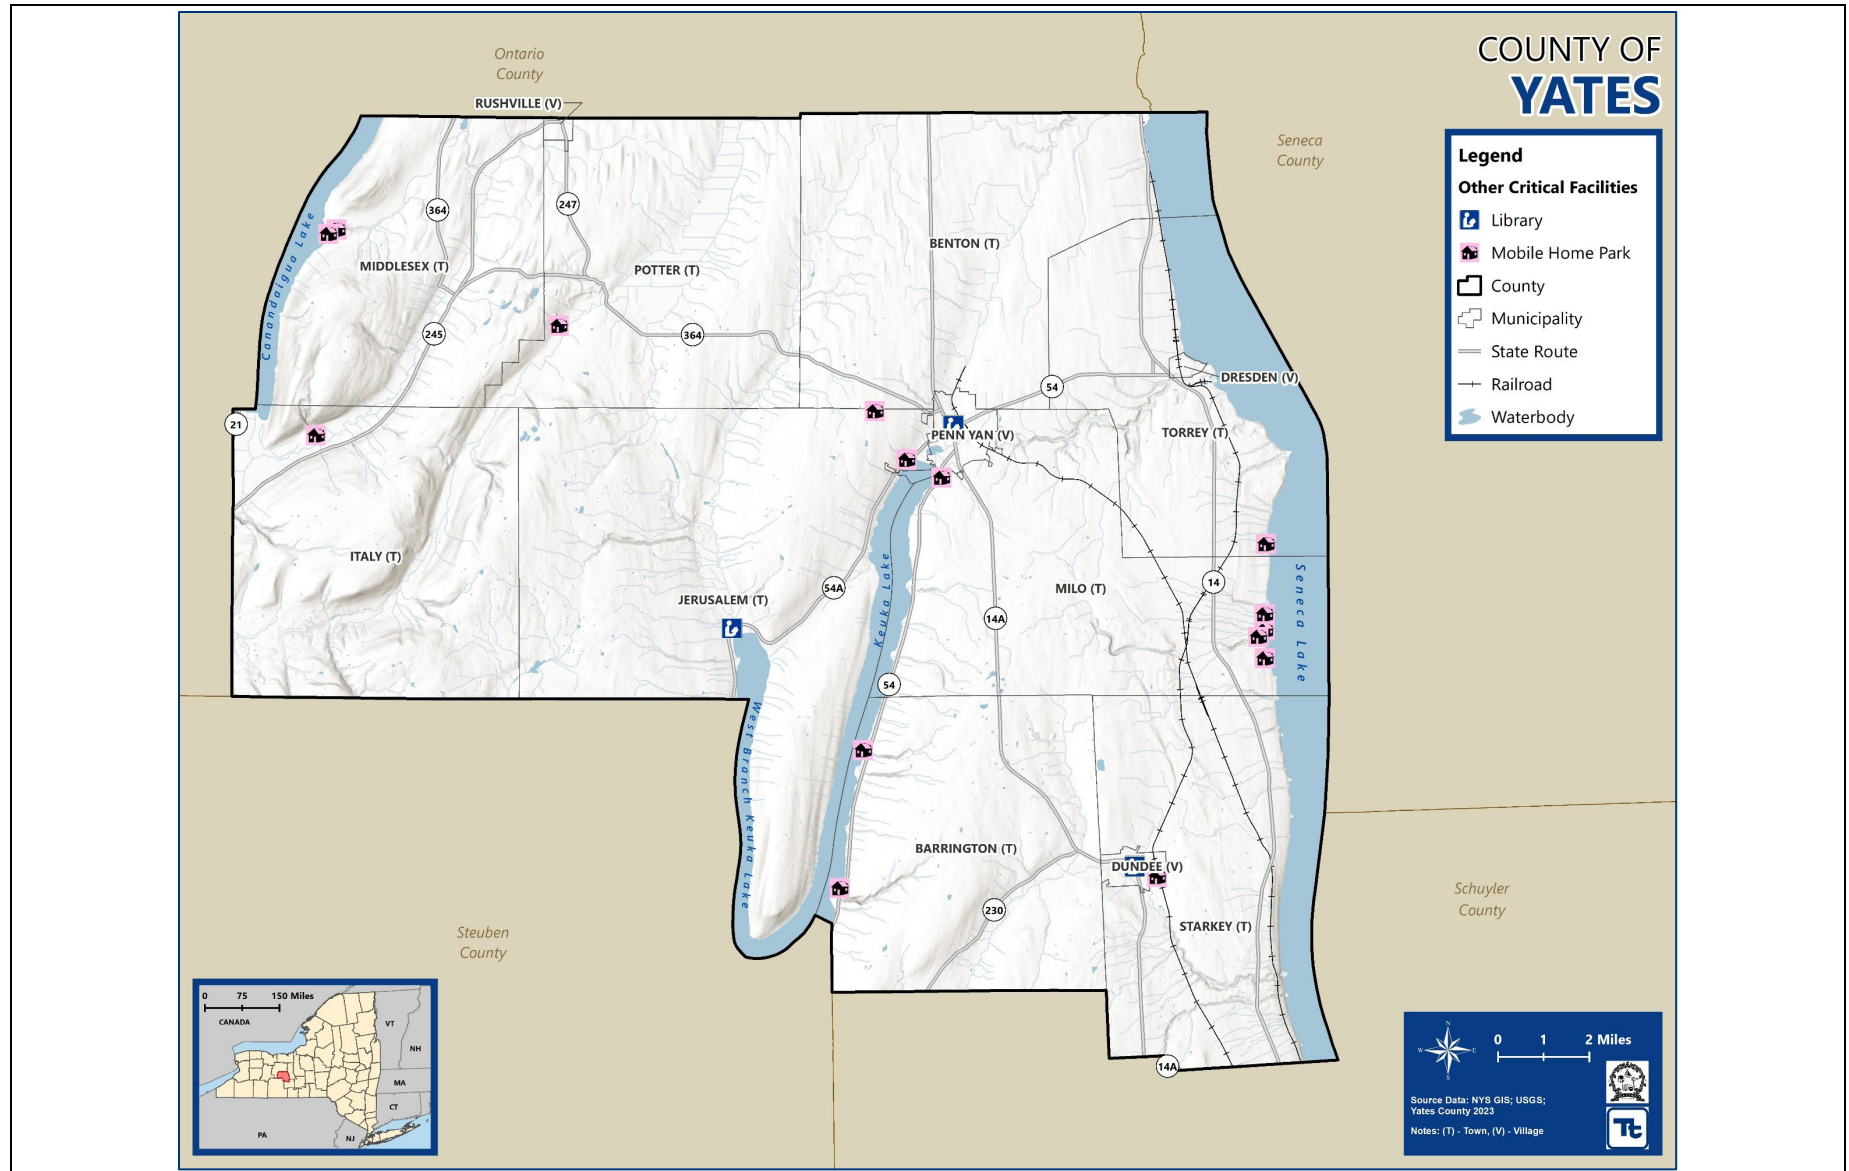 COUNTY OF
YATES
Legend
Other Critical Facilities
Library
Mobile Home Park
County
Municipality
State Route
Railroad
Waterbody
Ontario
County
RUSHVILLE (V)
Seneca
County
364
247
MIDDLESEX (T)
POTTER (T)
BENTON (T)
Canandaigua Lake
245
364
54
DRESDEN (V)
21
PENN YAN (V)
TORREY (T)
ITALY (T)
JERUSALEM (T)
54A
Keuka Lake
MILO (T)
14
14A
Seneca Lake
54
West Branch Keuka Lake
BARRINGTON (T)
DUNDEE (V)
230
STARKEY (T)
14A
Steuben
County
Schuyler
County
0 75 150 Miles
CANADA
VT
NH
MA
CT
PA
NJ
N
W E
S
0 1 2 Miles
Source Data: NYS GIS; USGS;
Yates County 2023
Notes: (T) - Town, (V) - Village
Tt